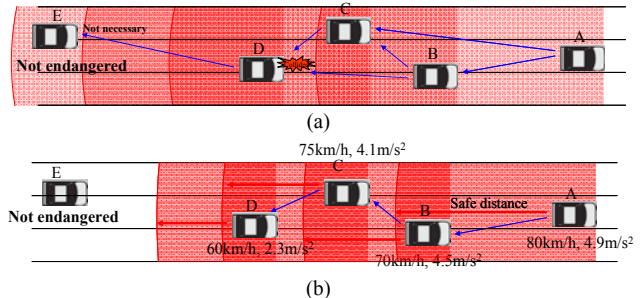 C
E
A
Not necessary
D
B
Not endangered
(a)
75km/h, 4.1m/s²
E
C
A
Safe distance
D
B
Not endangered
60km/h, 2.3m/s²
70km/h, 4.5m/s²
80km/h, 4.9m/s²
(b)